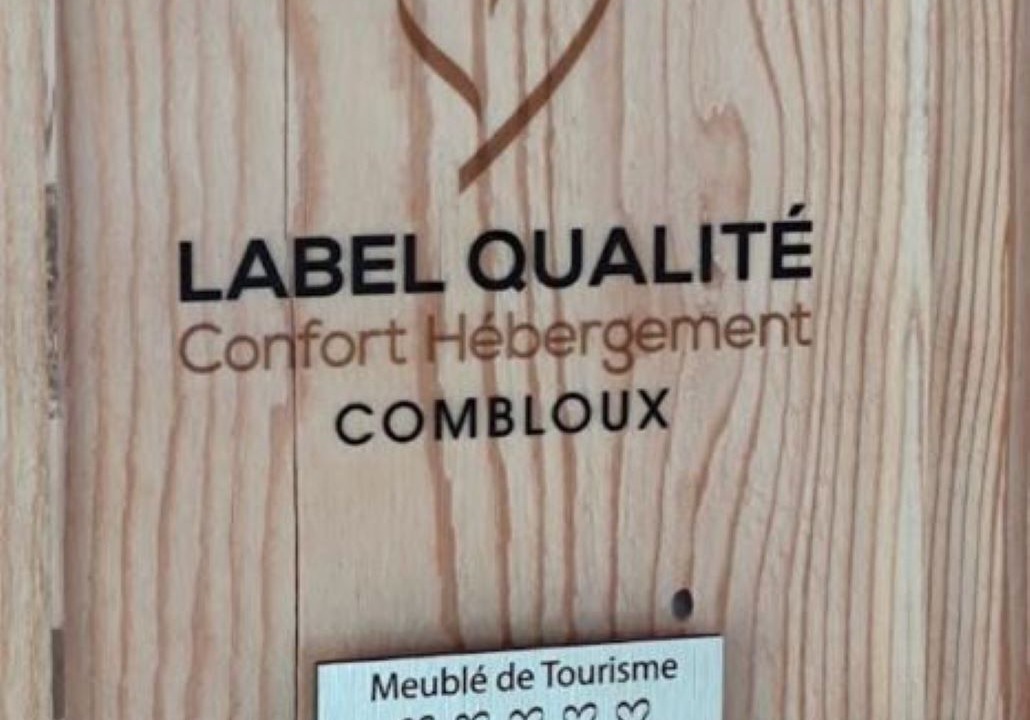 LABEL QUALITÉ
Confort Hébergement
COMBLOUX
Meublé de Tourisme